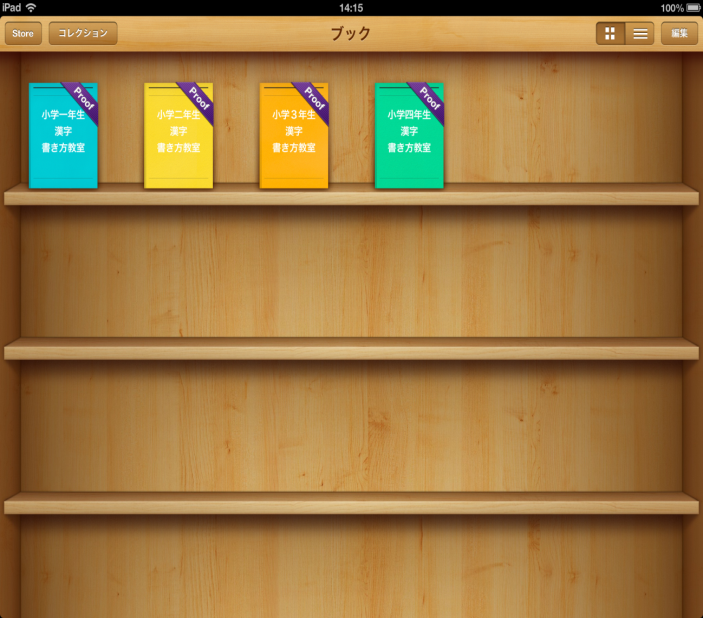 iPad 14:15 100%
Store コレクション ブック 編集
Proof
小学一年生
漢字
書き方教室
Proof
小学二年生
漢字
書き方教室
Proof
小学３年生
漢字
書き方教室
Proof
小学四年生
漢字
書き方教室